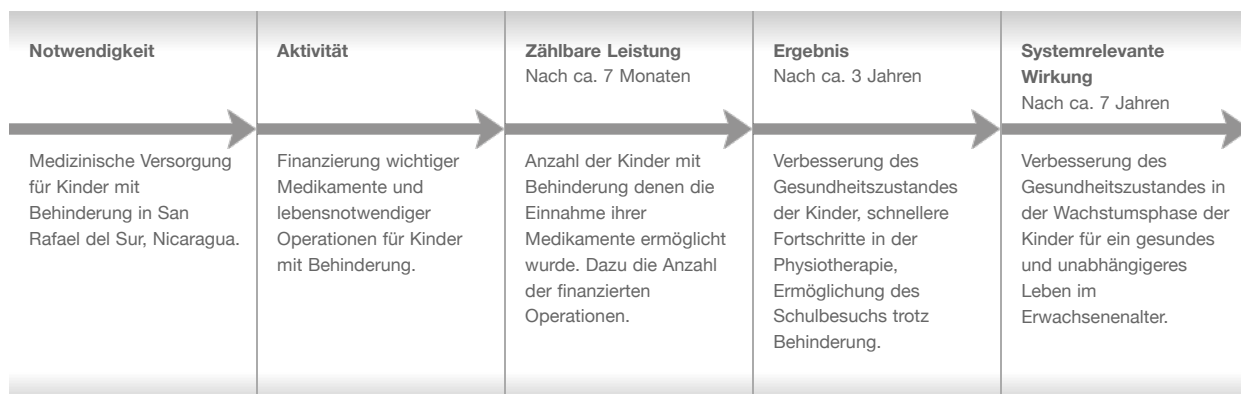 Notwendigkeit
Medizinische Versorgung
für Kinder mit
Behinderung in San
Rafael del Sur, Nicaragua.
Aktivität
Finanzierung wichtiger
Medikamente und
lebensnotwendiger
Operationen für Kinder
mit Behinderung.
Zählbare Leistung
Nach ca. 7 Monaten
Anzahl der Kinder mit
Behinderung denen die
Einnahme ihrer
Medikamente ermöglicht
wurde. Dazu die Anzahl
der finanzierten
Operationen.
Ergebnis
Nach ca. 3 Jahren
Verbesserung des
Gesundheitszustandes
der Kinder, schnellere
Fortschritte in der
Physiotherapie,
Ermöglichung des
Schulbesuchs trotz
Behinderung.
Systemrelevante
Wirkung
Nach ca. 7 Jahren
Verbesserung des
Gesundheitszustandes in
der Wachstumsphase der
Kinder für ein gesundes
und unabhängigeres
Leben im
Erwachsenenalter.